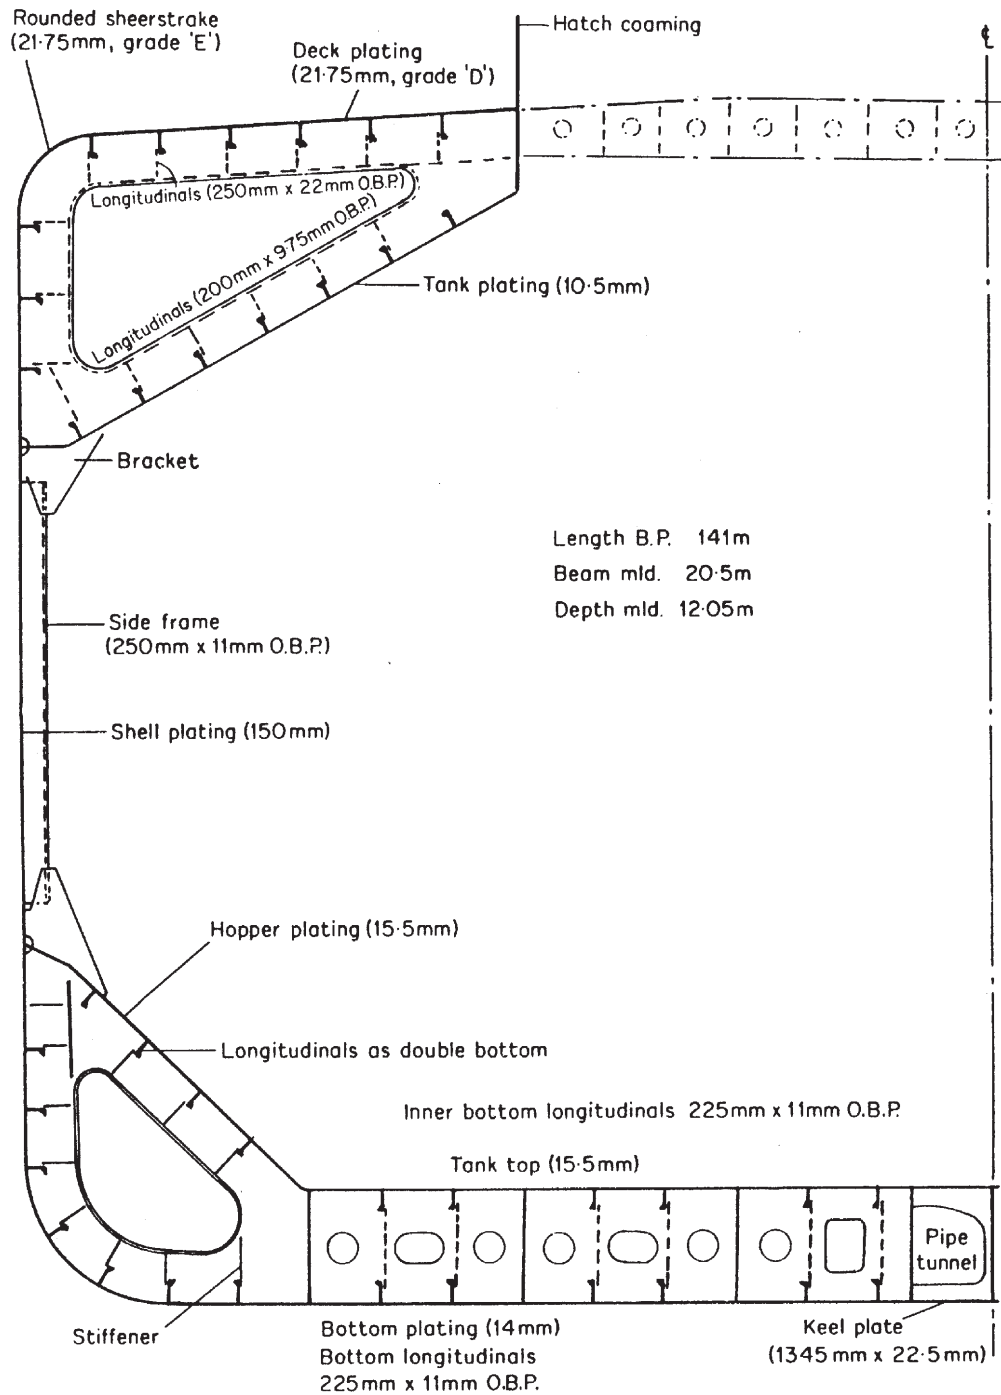 Rounded sheerstrake
(21·75mm, grade 'E')
Hatch coaming
Deck plating
(21·75mm, grade 'D')
℄
Longitudinals (250mm x 22mm O.B.P.)
Longitudinals (200mm x 9·75mm O.B.P.)
Tank plating (10·5mm)
Bracket
Length B.P. 141m
Beam mld. 20·5m
Depth mld. 12·05m
Side frame
(250mm x 11mm O.B.P.)
Shell plating (150mm)
Hopper plating (15·5mm)
Longitudinals as double bottom
Inner bottom longitudinals 225mm x 11mm O.B.P.
Tank top (15·5mm)
Pipe
tunnel
Stiffener
Bottom plating (14mm)
Bottom longitudinals
225mm x 11mm O.B.P.
Keel plate
(1345mm x 22·5mm)